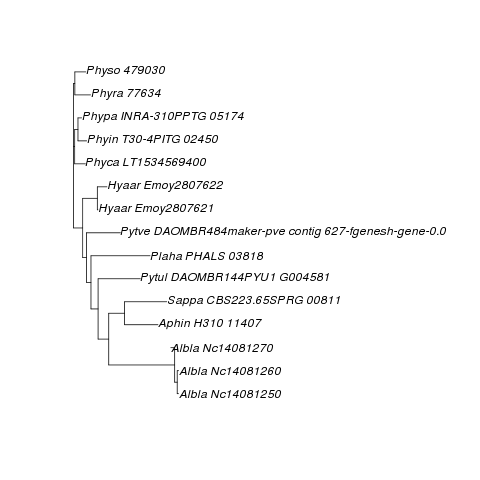 Physo 479030
Phyra 77634
Phypa INRA-310PPTG 05174
Phyin T30-4PITG 02450
Phyca LT1534569400
Hyaar Emoy2807622
Hyaar Emoy2807621
Pytve DAOMBR484maker-pve contig 627-fgenesh-gene-0.0
Plaha PHALS 03818
Pytul DAOMBR144PYU1 G004581
Sappa CBS223.65SPRG 00811
Aphin H310 11407
Albla Nc14081270
Albla Nc14081260
Albla Nc14081250